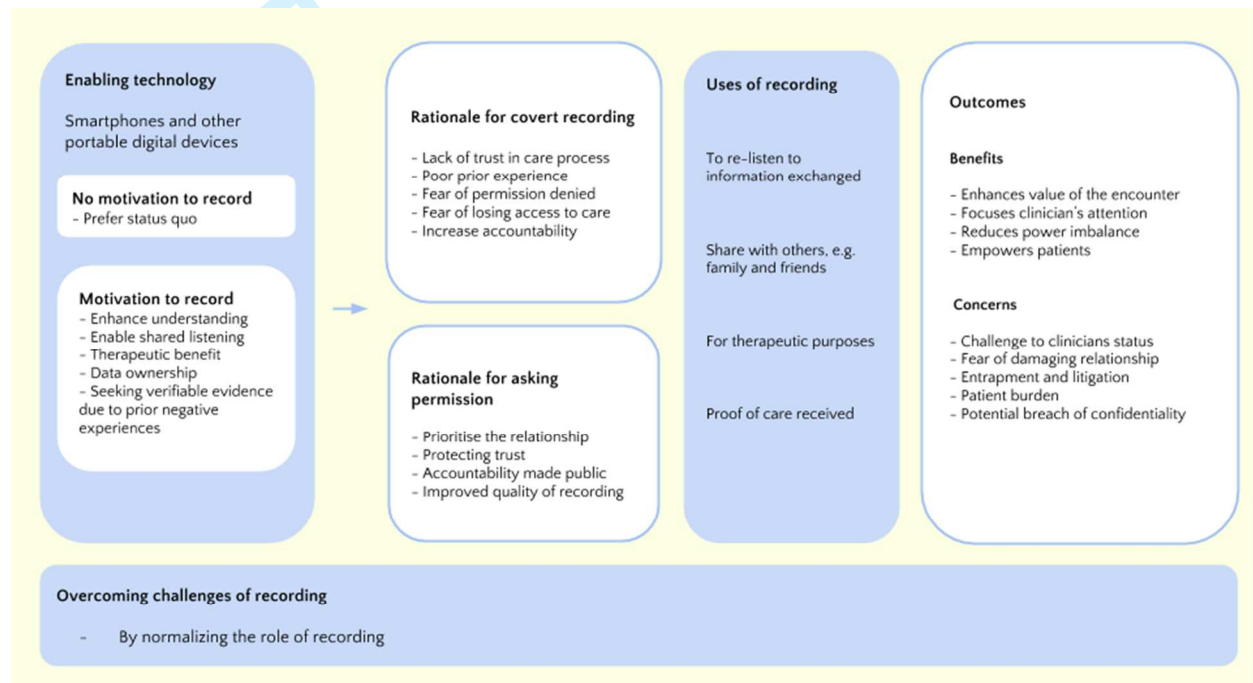 Enabling technology
Smartphones and other
portable digital devices
No motivation to record
- Prefer status quo
Motivation to record
- Enhance understanding
- Enable shared listening
- Therapeutic benefit
- Data ownership
- Seeking verifiable evidence
due to prior negative
experiences
Rationale for covert recording
- Lack of trust in care process
- Poor prior experience
- Fear of permission denied
- Fear of losing access to care
- Increase accountability
Rationale for asking
permission
- Prioritise the relationship
- Protecting trust
- Accountability made public
- Improved quality of recording
Uses of recording
To re-listen to
information exchanged
Share with others, e.g.
family and friends
For therapeutic purposes
Proof of care received
Outcomes
Benefits
- Enhances value of the encounter
- Focuses clinician's attention
- Reduces power imbalance
- Empowers patients
Concerns
- Challenge to clinicians status
- Fear of damaging relationship
- Entrapment and litigation
- Patient burden
- Potential breach of confidentiality
Overcoming challenges of recording
- By normalizing the role of recording